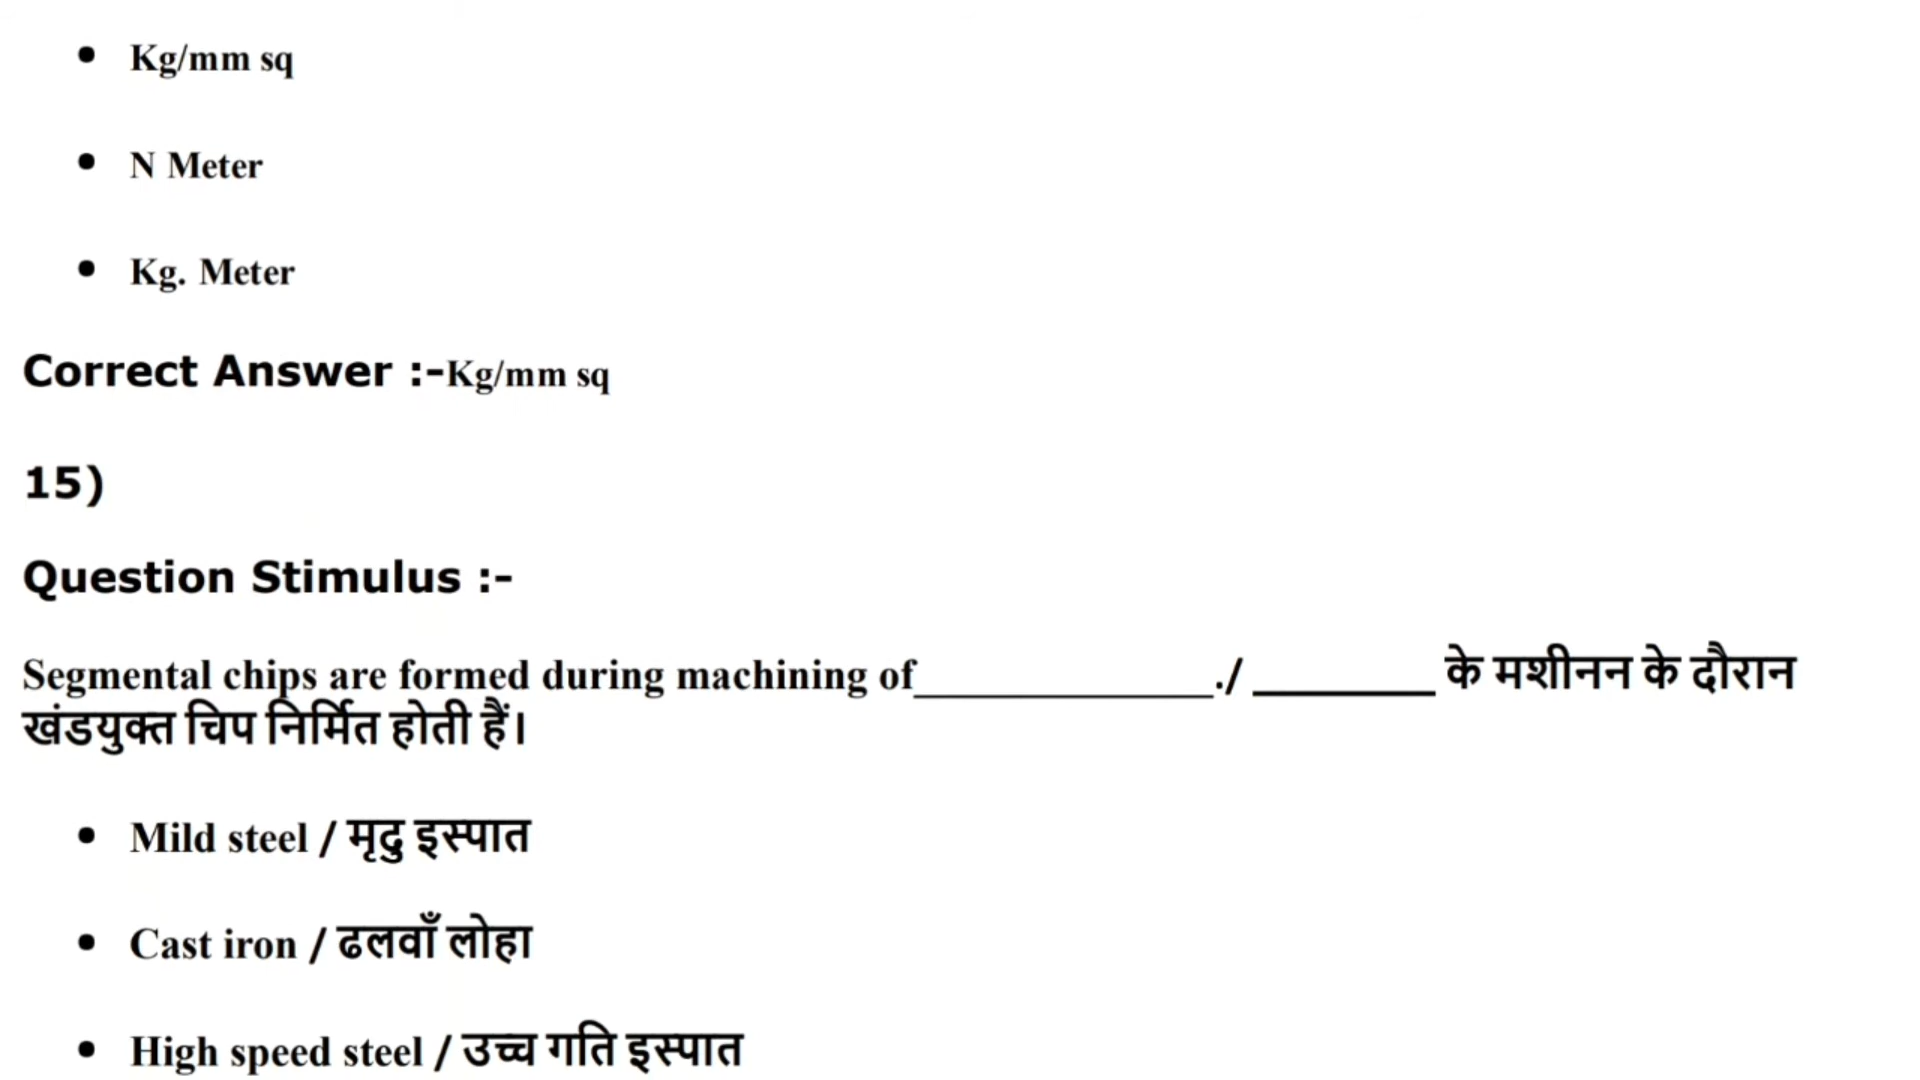 • Kg/mm sq
• N Meter
• Kg. Meter
Correct Answer :-Kg/mm sq
15)
Question Stimulus :-
Segmental chips are formed during machining of______________./ _________ के मशीनन के दौरान
खंडयुक्त चिप निर्मित होती हैं।
• Mild steel / मृदु इस्पात
• Cast iron / ढलवाँ लोहा
• High speed steel / उच्च गति इस्पात